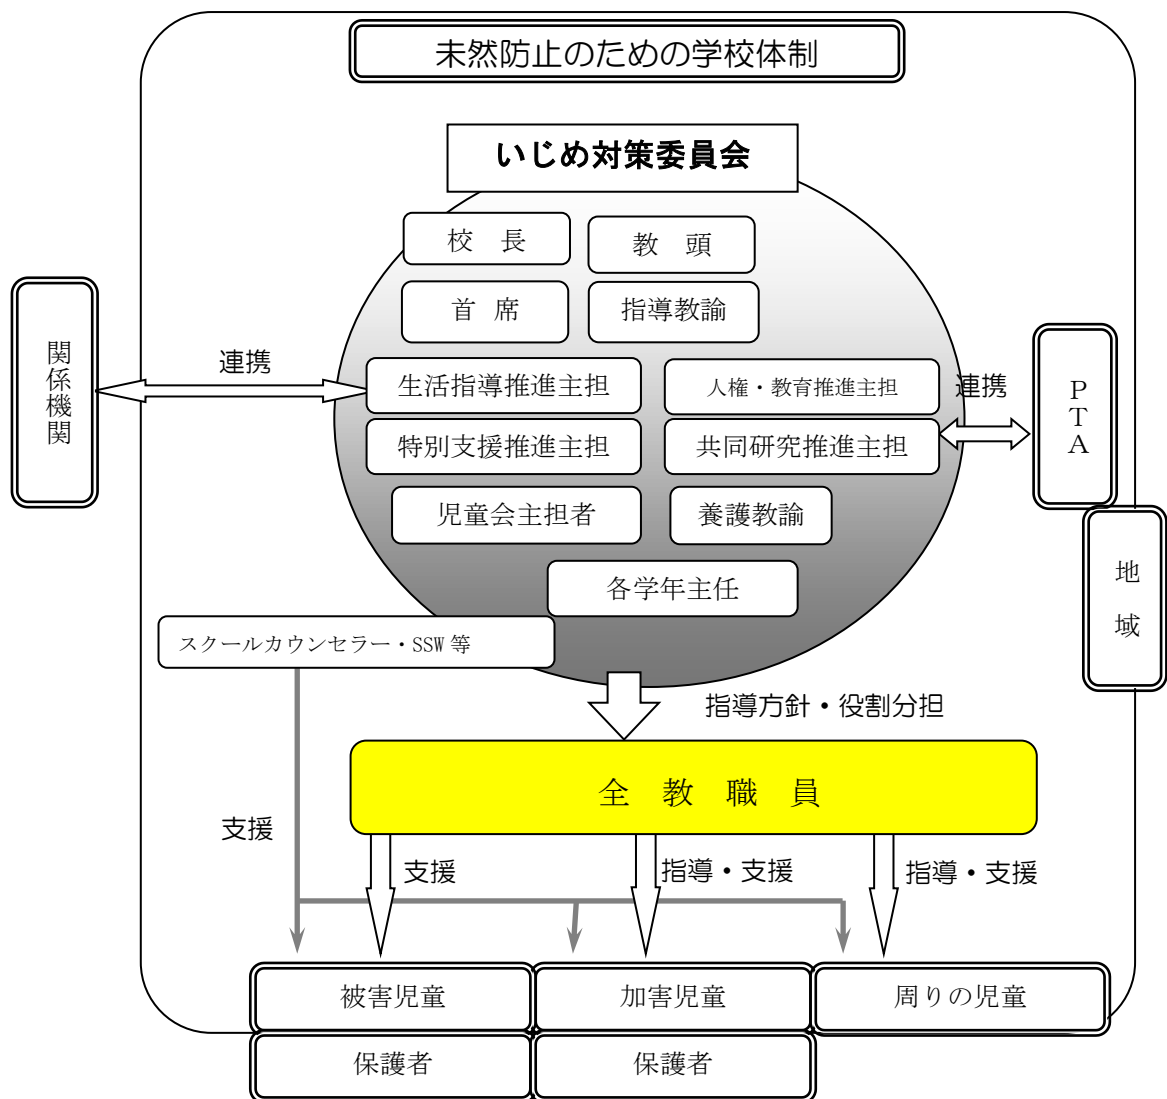 未然防止のための学校体制
いじめ対策委員会
校 長
教 頭
首 席
指導教諭
関係機関
連携
生活指導推進主担
人権・教育推進主担
連携
PTA
特別支援推進主担
共同研究推進主担
児童会主担者
養護教諭
地域
各学年主任
スクールカウンセラー・SSW 等
指導方針・役割分担
全 教 職 員
支援
支援
指導・支援
指導・支援
被害児童
加害児童
周りの児童
保護者
保護者